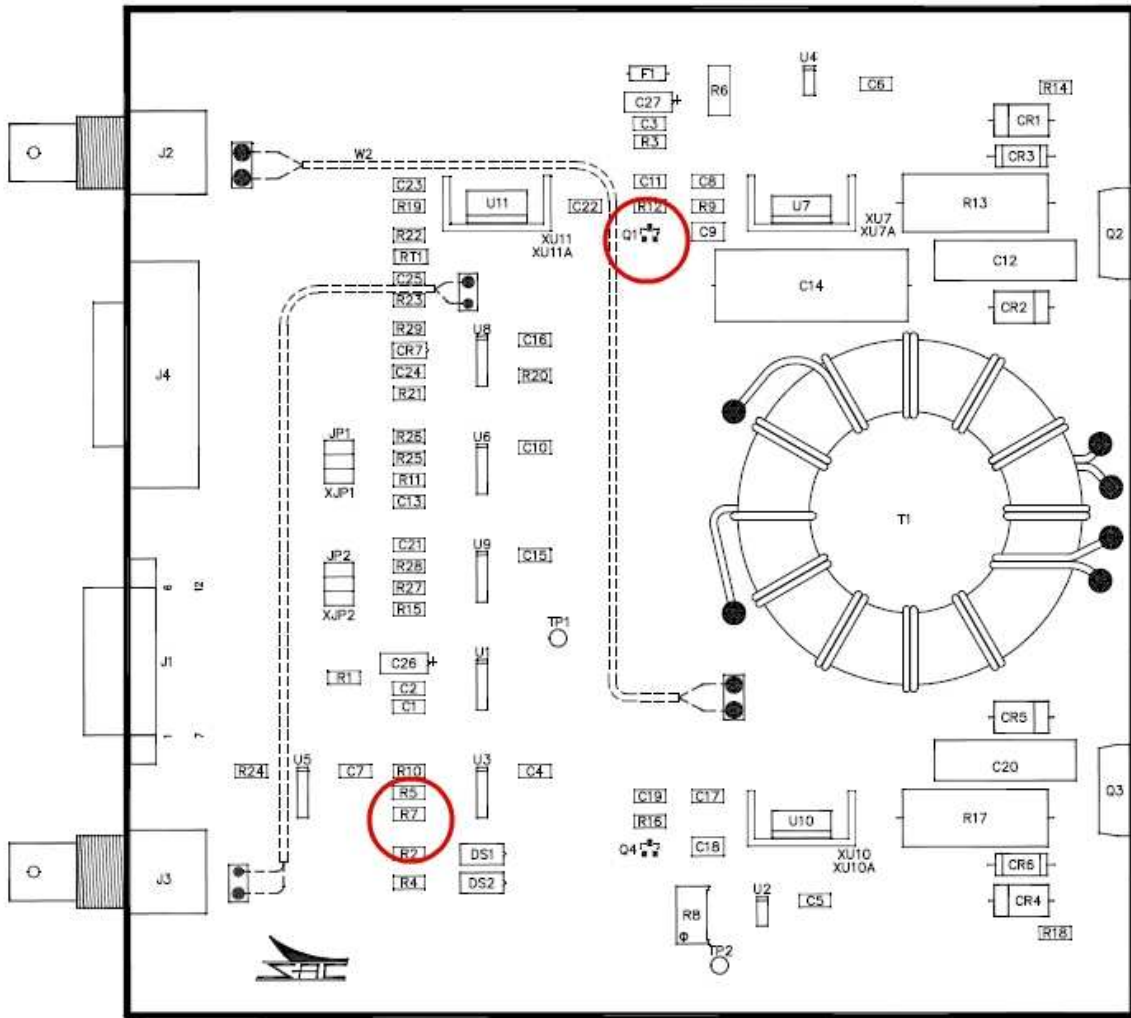 U4
F1
C27 +
R6
C6
R14
C3
CR1
R3
J2
W2
CR3
C23
C11
C8
R19
U11
C22
R12
R9
U7
R13
R22
XU11
XU11A
Q1
C9
XU7
XU7A
Q2
RT1
C12
C25
R23
C14
CR2
R29
U8
C16
CR7
J4
C24
R20
R21
JP1
R26
U6
C10
R25
R11
XJP1
C13
T1
C21
U9
C15
JP2
R28
6
12
R27
XJP2
R15
TP1
C26 +
U1
J1
R1
C2
C1
CR5
1
7
U5
U3
R24
C7
R10
C4
C20
R5
C19
C17
Q3
R7
R16
U10
R17
R2
DS1
Q4
C18
XU10
XU10A
J3
CR6
R4
DS2
U2
C5
CR4
R8
R18
TP2
SAC